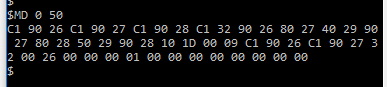 $
$MD 0 50
C1 90 26 C1 90 27 C1 90 28 C1 32 90 26 80 27 40 29 90
 27 80 28 50 29 90 28 10 1D 00 09 C1 90 26 C1 90 27 3
2 00 26 00 00 00 01 00 00 00 00 00 00 00 00
$